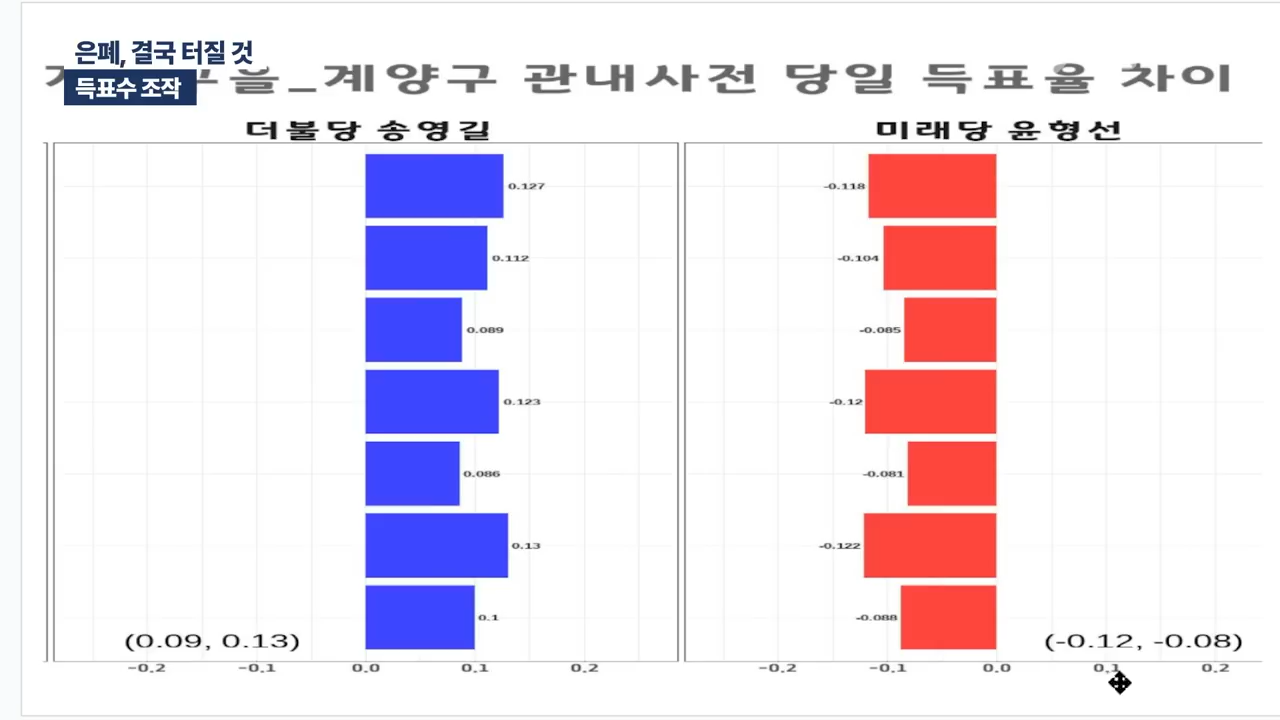 은폐, 결국 터질 것
득표수 조작
_계양구 관내사전 당일 득표율 차이
더불당 송영길
미래당 윤형선
0.127
0.112
0.089
0.123
0.086
0.13
0.1
(0.09, 0.13)
-0.2 -0.1 0.0 0.1 0.2
-0.118
-0.104
-0.085
-0.12
-0.081
-0.122
-0.088
(-0.12, -0.08)
-0.2 -0.1 0.0 0.1 0.2